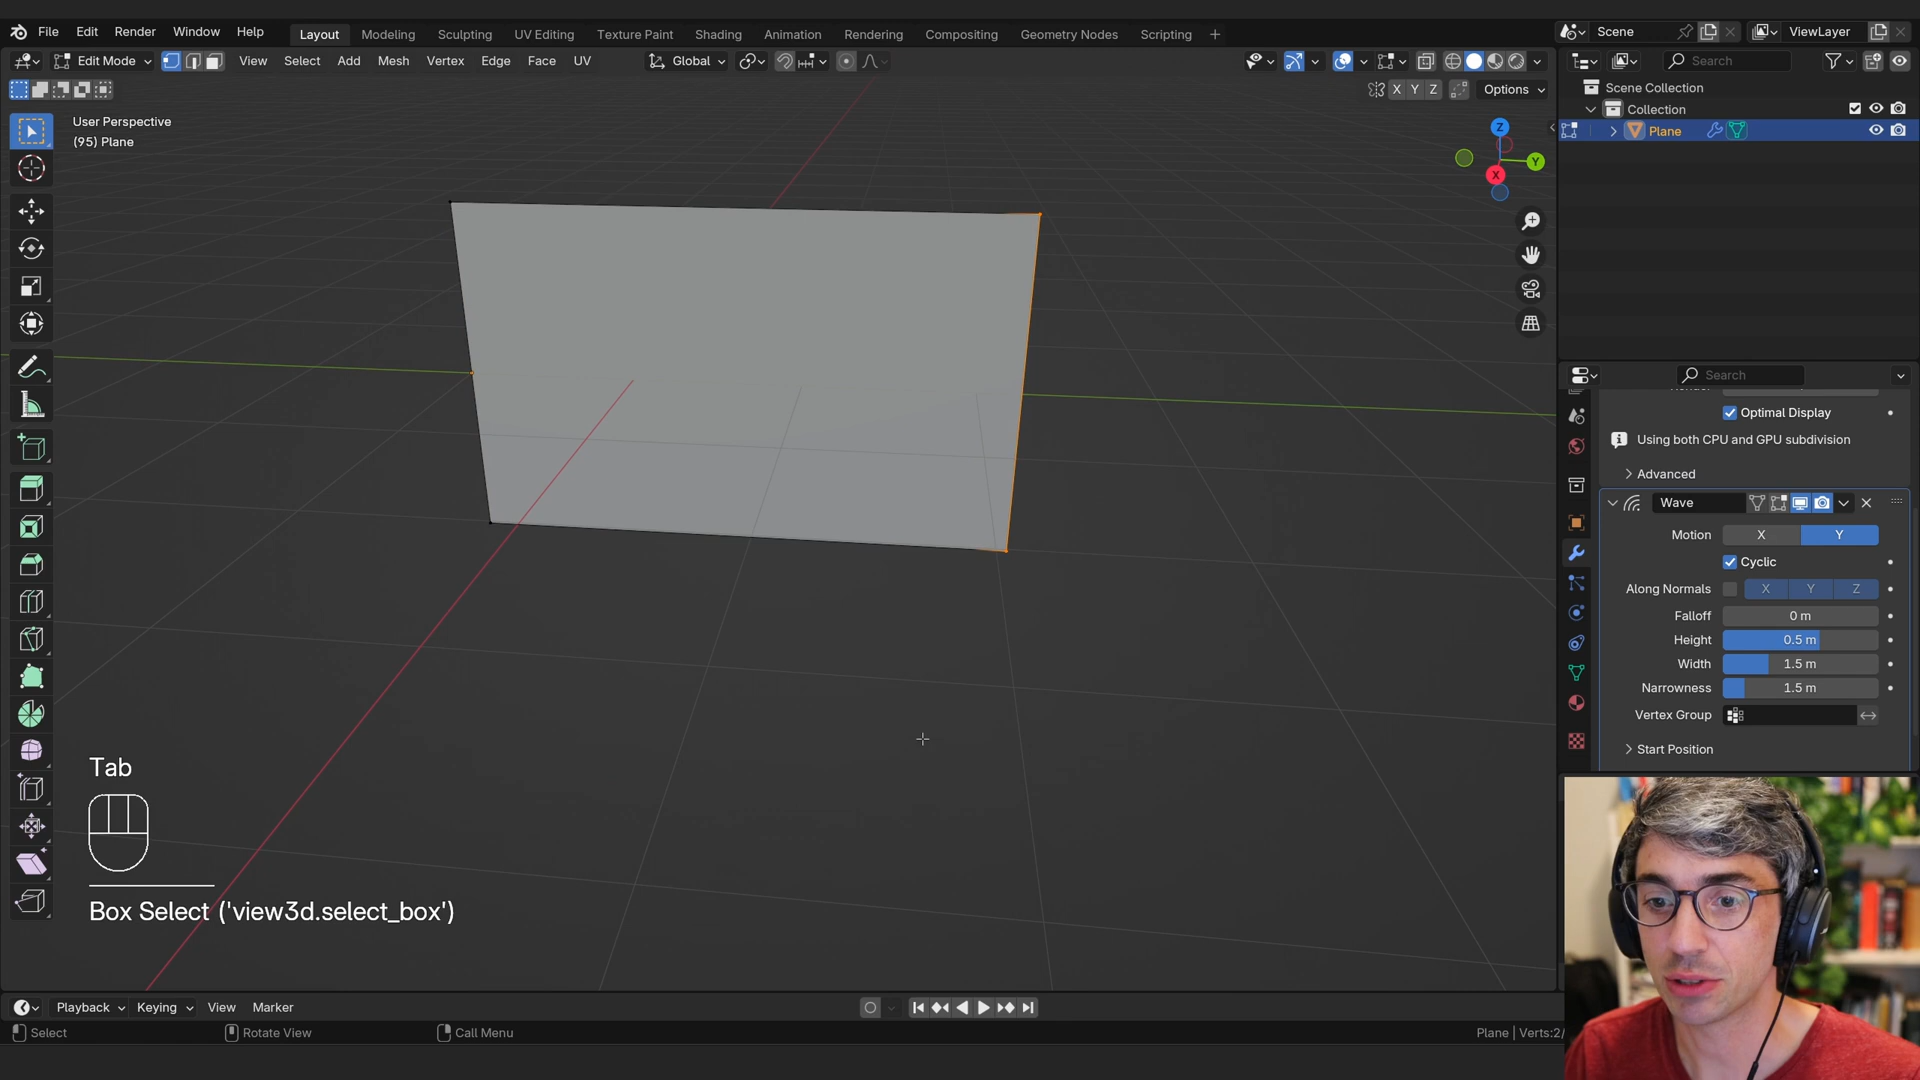 File Edit Render Window Help Layout Modeling Sculpting UV Editing Texture Paint Shading Animation Rendering Compositing Geometry Nodes Scripting + Scene ViewLayer
Edit Mode View Select Add Mesh Vertex Edge Face UV Global Search
X Y Z Options
Scene Collection
Collection
Plane
User Perspective
(95) Plane
Z
Y
X
Search
Optimal Display
Using both CPU and GPU subdivision
Advanced
Wave
Motion X Y
Cyclic
Along Normals X Y Z
Falloff 0 m
Height 0.5 m
Width 1.5 m
Narrowness 1.5 m
Vertex Group
Start Position
Tab
Box Select ('view3d.select_box')
Playback Keying View Marker
Select Rotate View Call Menu Plane | Verts:2/